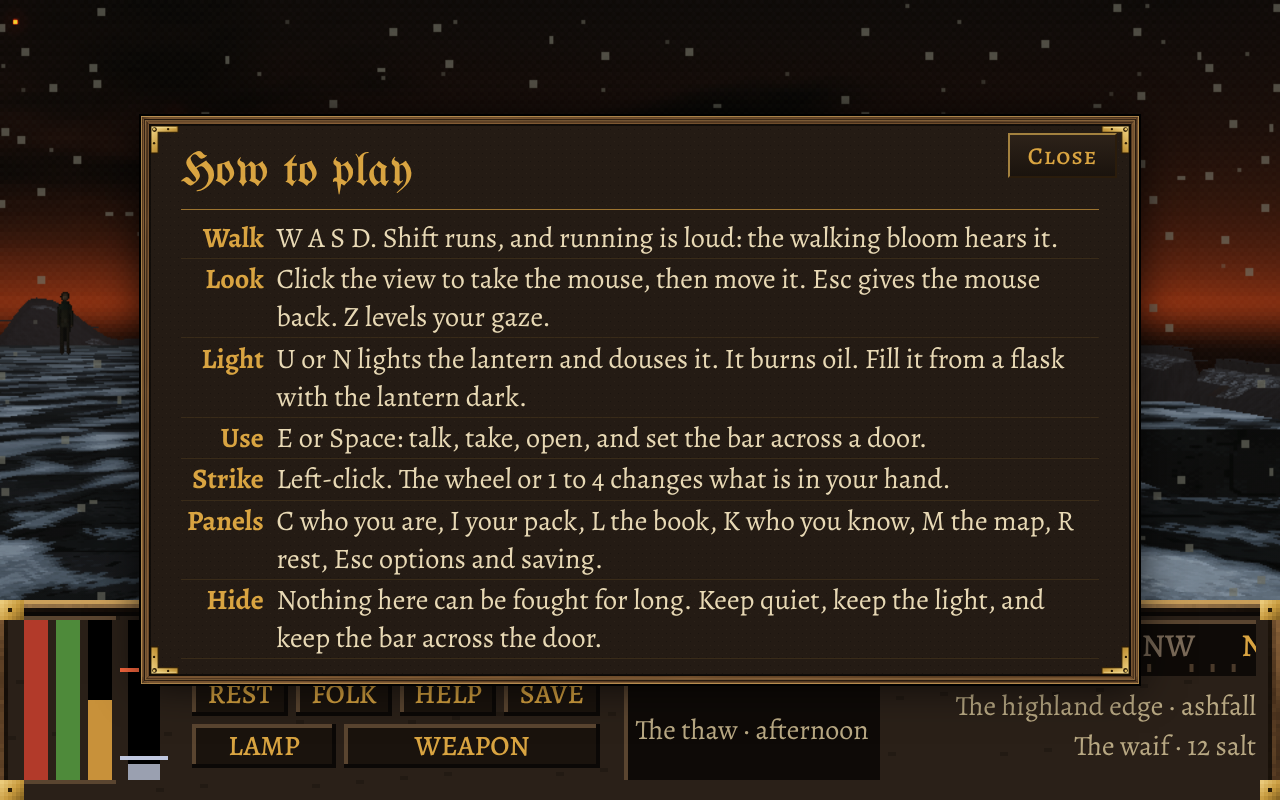 How to play
Close
Walk W A S D. Shift runs, and running is loud: the walking bloom hears it.
Look Click the view to take the mouse, then move it. Esc gives the mouse
back. Z levels your gaze.
Light U or N lights the lantern and douses it. It burns oil. Fill it from a flask
with the lantern dark.
Use E or Space: talk, take, open, and set the bar across a door.
Strike Left-click. The wheel or 1 to 4 changes what is in your hand.
Panels C who you are, I your pack, L the book, K who you know, M the map, R
rest, Esc options and saving.
Hide Nothing here can be fought for long. Keep quiet, keep the light, and
keep the bar across the door.
NW
REST FOLK HELP SAVE
LAMP WEAPON
The thaw · afternoon
The highland edge · ashfall
The waif · 12 salt